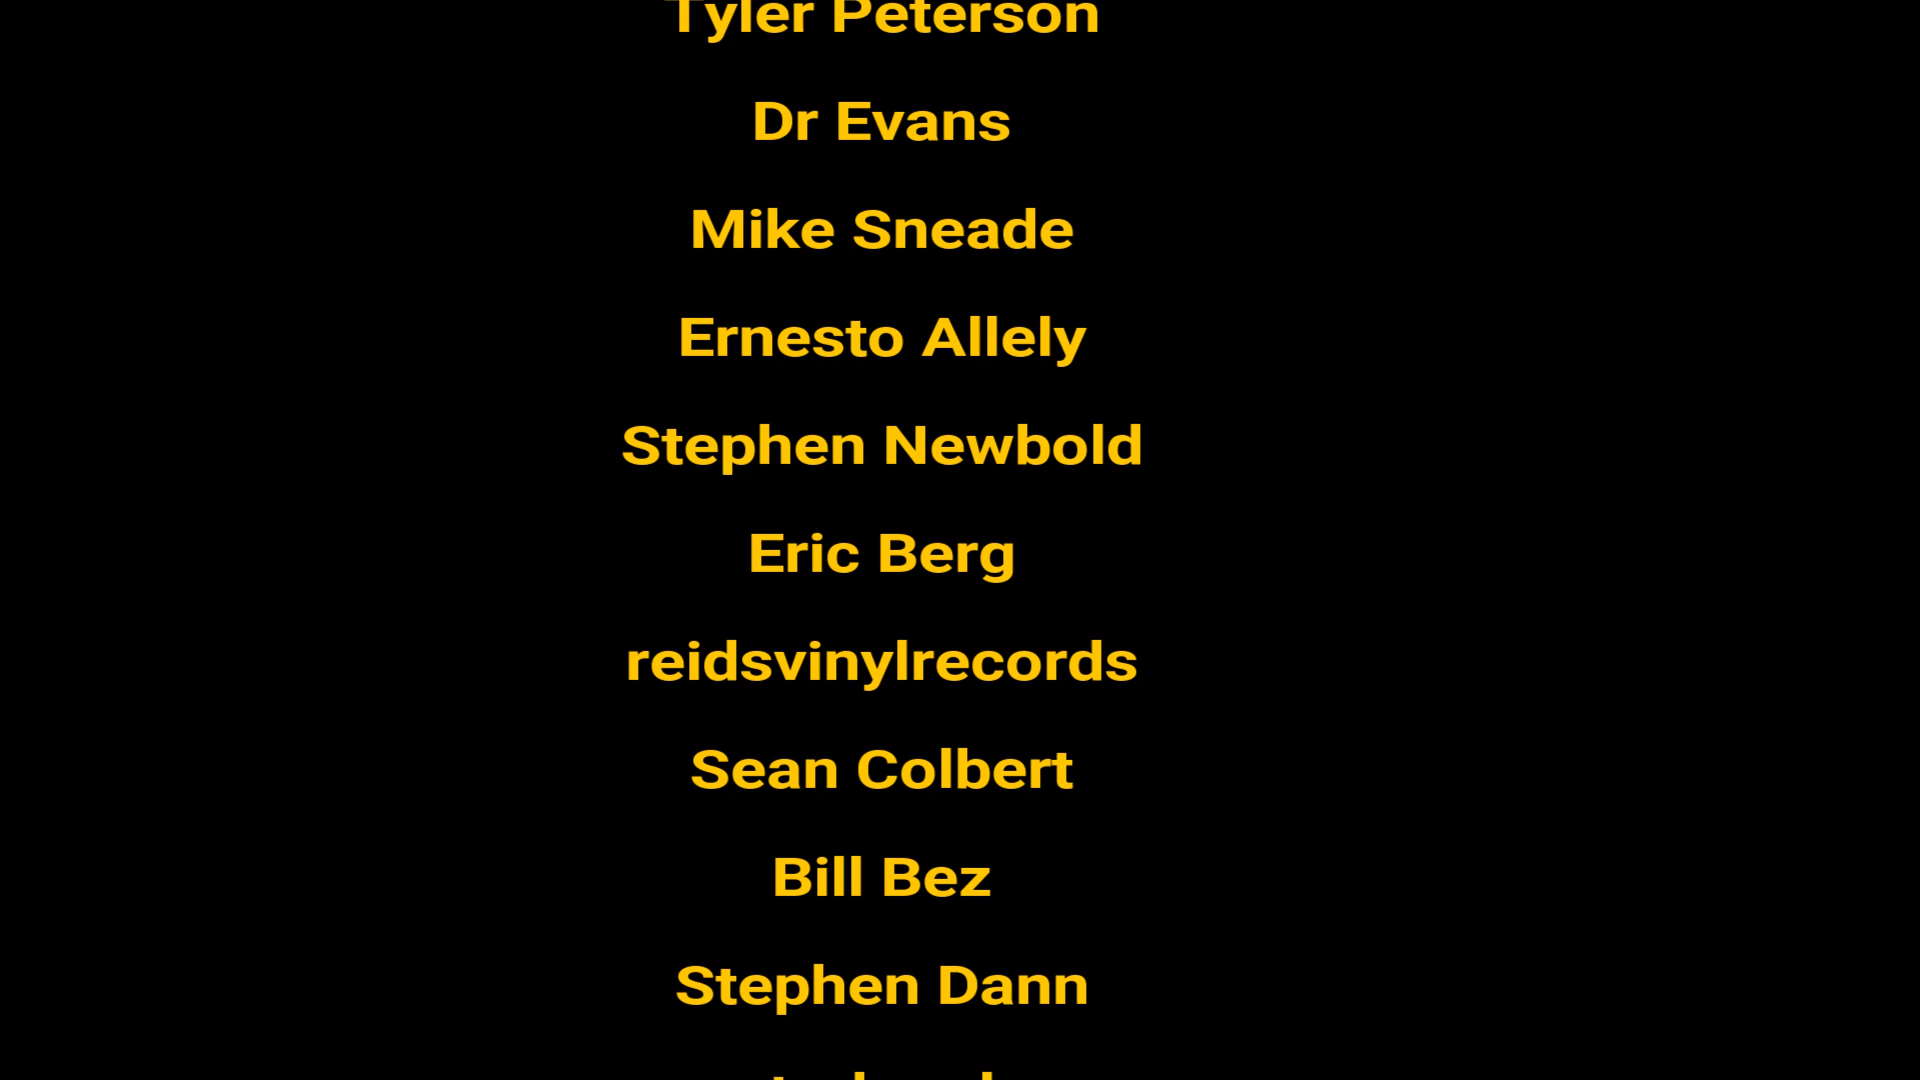 Tyler Peterson
Dr Evans
Mike Sneade
Ernesto Allely
Stephen Newbold
Eric Berg
reidsvinylrecords
Sean Colbert
Bill Bez
Stephen Dann